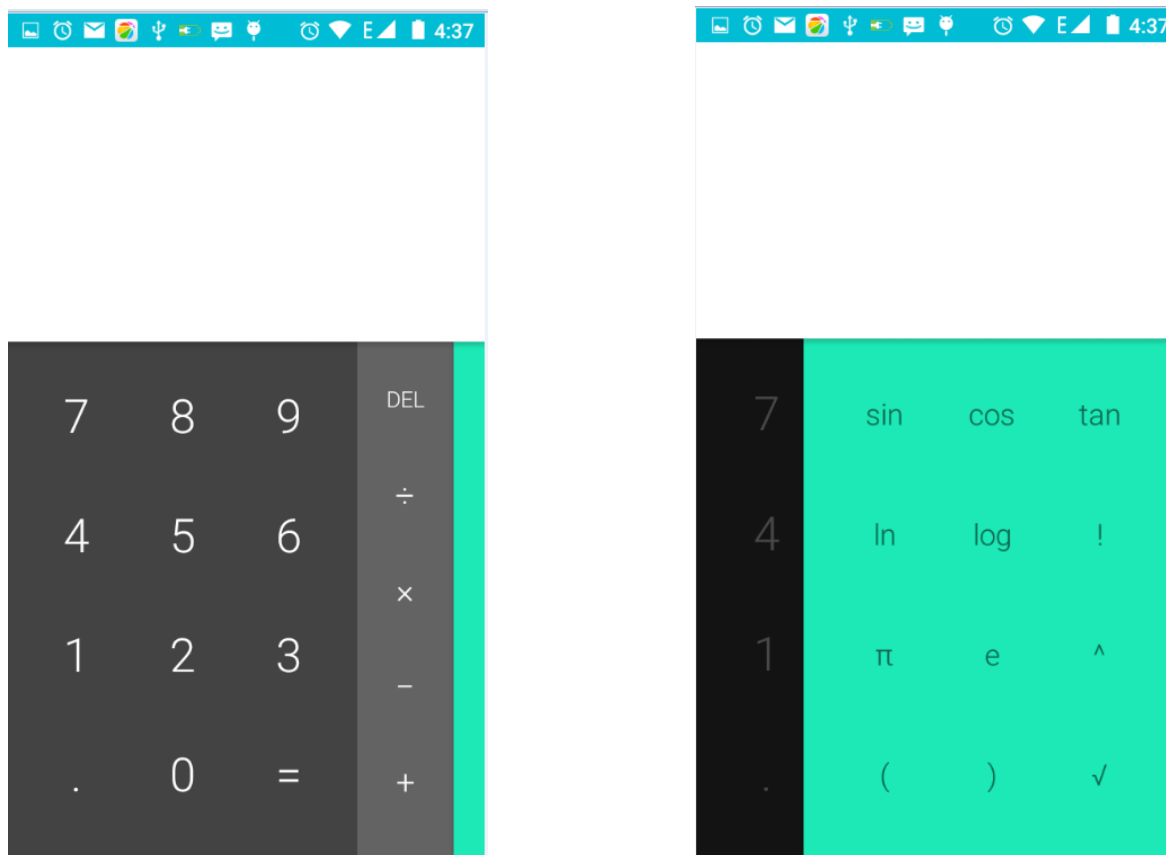 E 4:37
7 8 9 DEL
÷
4 5 6
×
1 2 3
−
. 0 = +
E 4:37
7 sin cos tan
4 ln log !
1 π e ^
. ( ) √